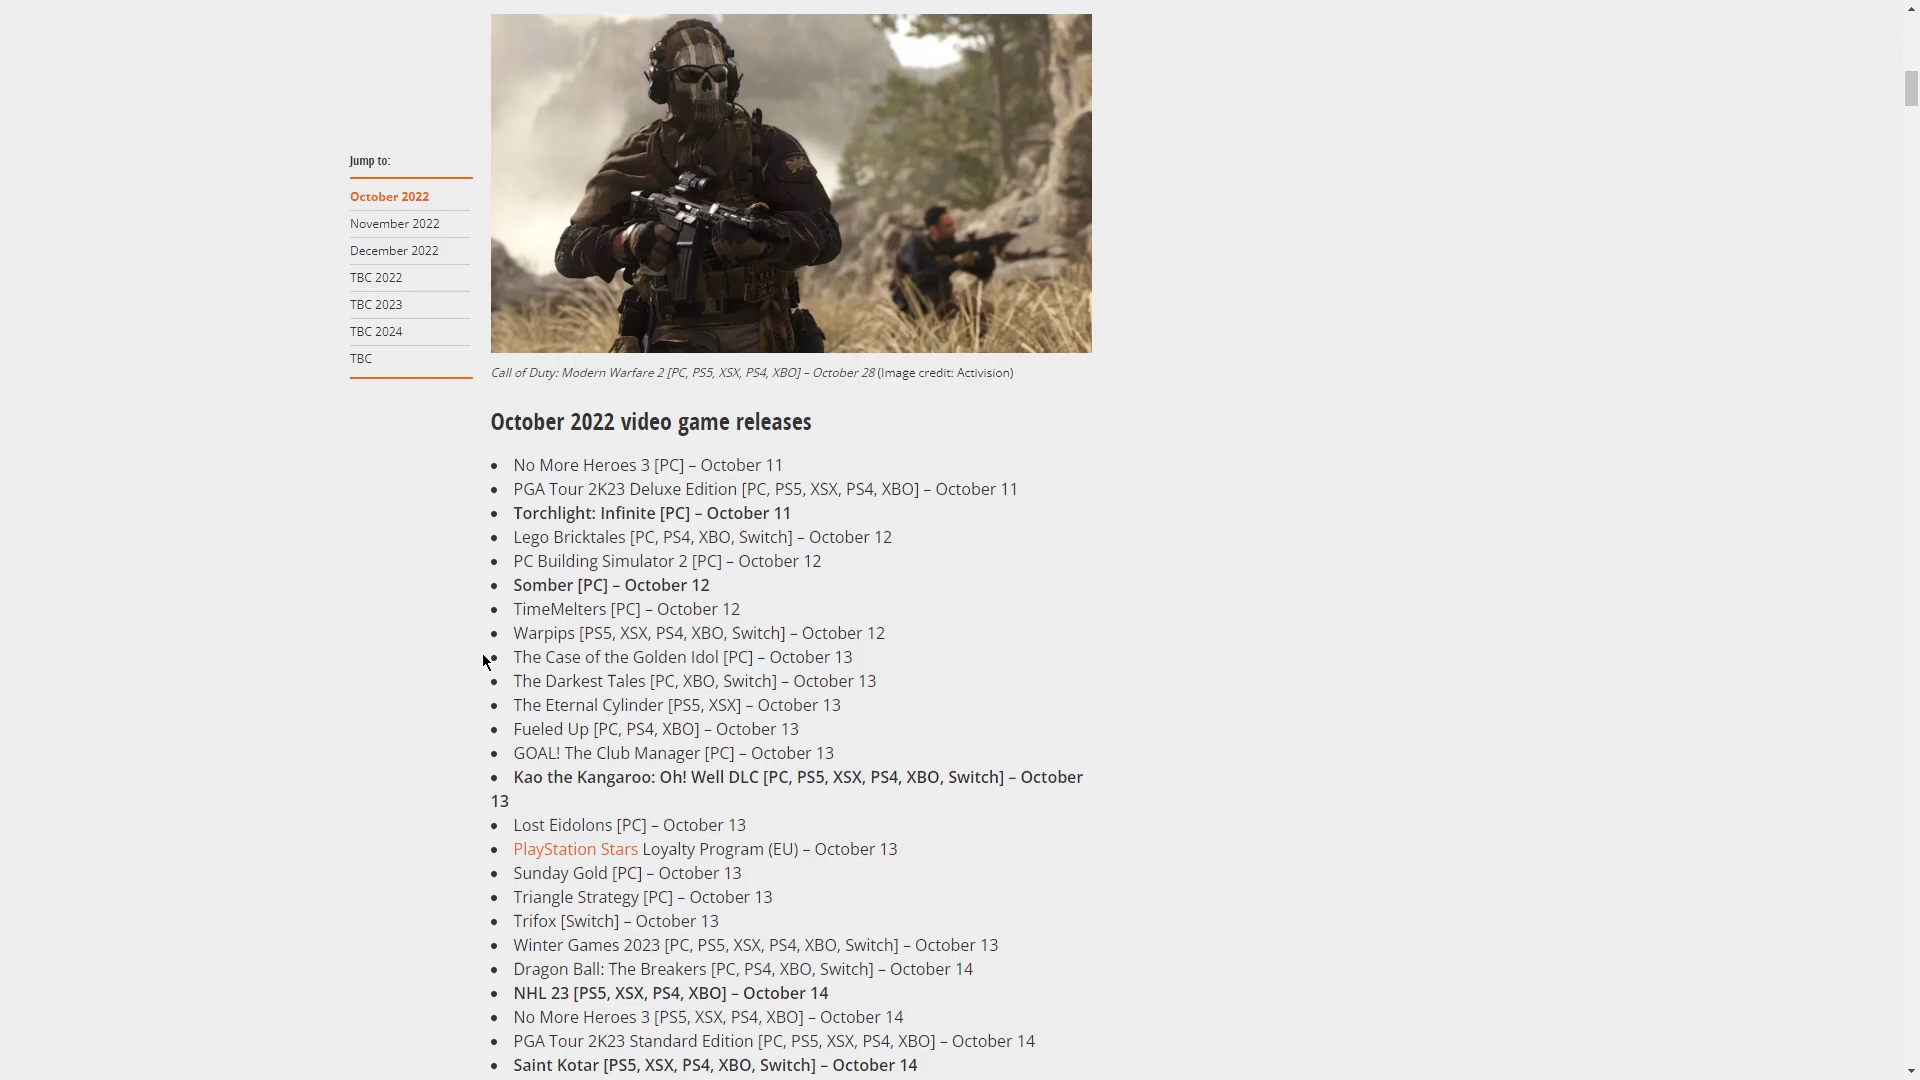 Jump to:
October 2022
November 2022
December 2022
TBC 2022
TBC 2023
TBC 2024
TBC
Call of Duty: Modern Warfare 2 [PC, PS5, XSX, PS4, XBO] – October 28 (Image credit: Activision)
October 2022 video game releases
• No More Heroes 3 [PC] – October 11
• PGA Tour 2K23 Deluxe Edition [PC, PS5, XSX, PS4, XBO] – October 11
• Torchlight: Infinite [PC] – October 11
• Lego Bricktales [PC, PS4, XBO, Switch] – October 12
• PC Building Simulator 2 [PC] – October 12
• Somber [PC] – October 12
• TimeMelters [PC] – October 12
• Warpips [PS5, XSX, PS4, XBO, Switch] – October 12
• The Case of the Golden Idol [PC] – October 13
• The Darkest Tales [PC, XBO, Switch] – October 13
• The Eternal Cylinder [PS5, XSX] – October 13
• Fueled Up [PC, PS4, XBO] – October 13
• GOAL! The Club Manager [PC] – October 13
• Kao the Kangaroo: Oh! Well DLC [PC, PS5, XSX, PS4, XBO, Switch] – October
13
• Lost Eidolons [PC] – October 13
• PlayStation Stars Loyalty Program (EU) – October 13
• Sunday Gold [PC] – October 13
• Triangle Strategy [PC] – October 13
• Trifox [Switch] – October 13
• Winter Games 2023 [PC, PS5, XSX, PS4, XBO, Switch] – October 13
• Dragon Ball: The Breakers [PC, PS4, XBO, Switch] – October 14
• NHL 23 [PS5, XSX, PS4, XBO] – October 14
• No More Heroes 3 [PS5, XSX, PS4, XBO] – October 14
• PGA Tour 2K23 Standard Edition [PC, PS5, XSX, PS4, XBO] – October 14
• Saint Kotar [PS5, XSX, PS4, XBO, Switch] – October 14